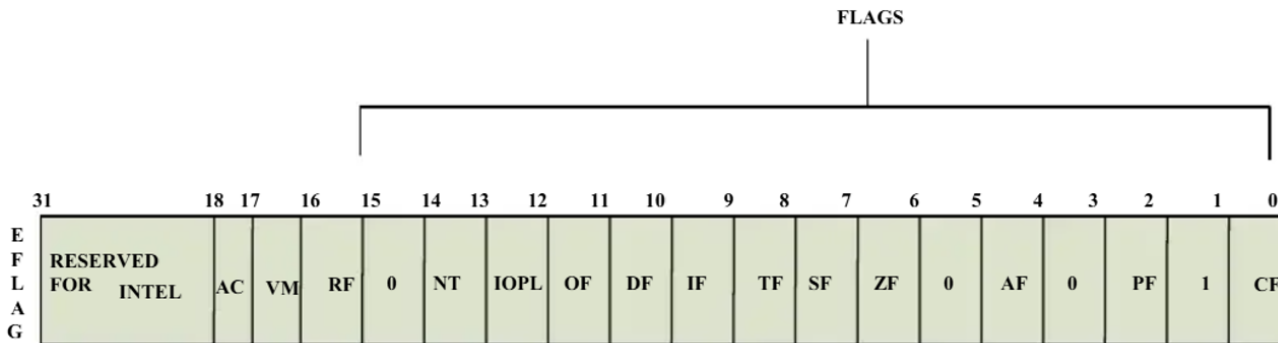 FLAGS
31 18 17 16 15 14 13 12 11 10 9 8 7 6 5 4 3 2 1 0
E
F
L
A
G
RESERVED
FOR INTEL
AC VM RF 0 NT IOPL OF DF IF TF SF ZF 0 AF 0 PF 1 CF